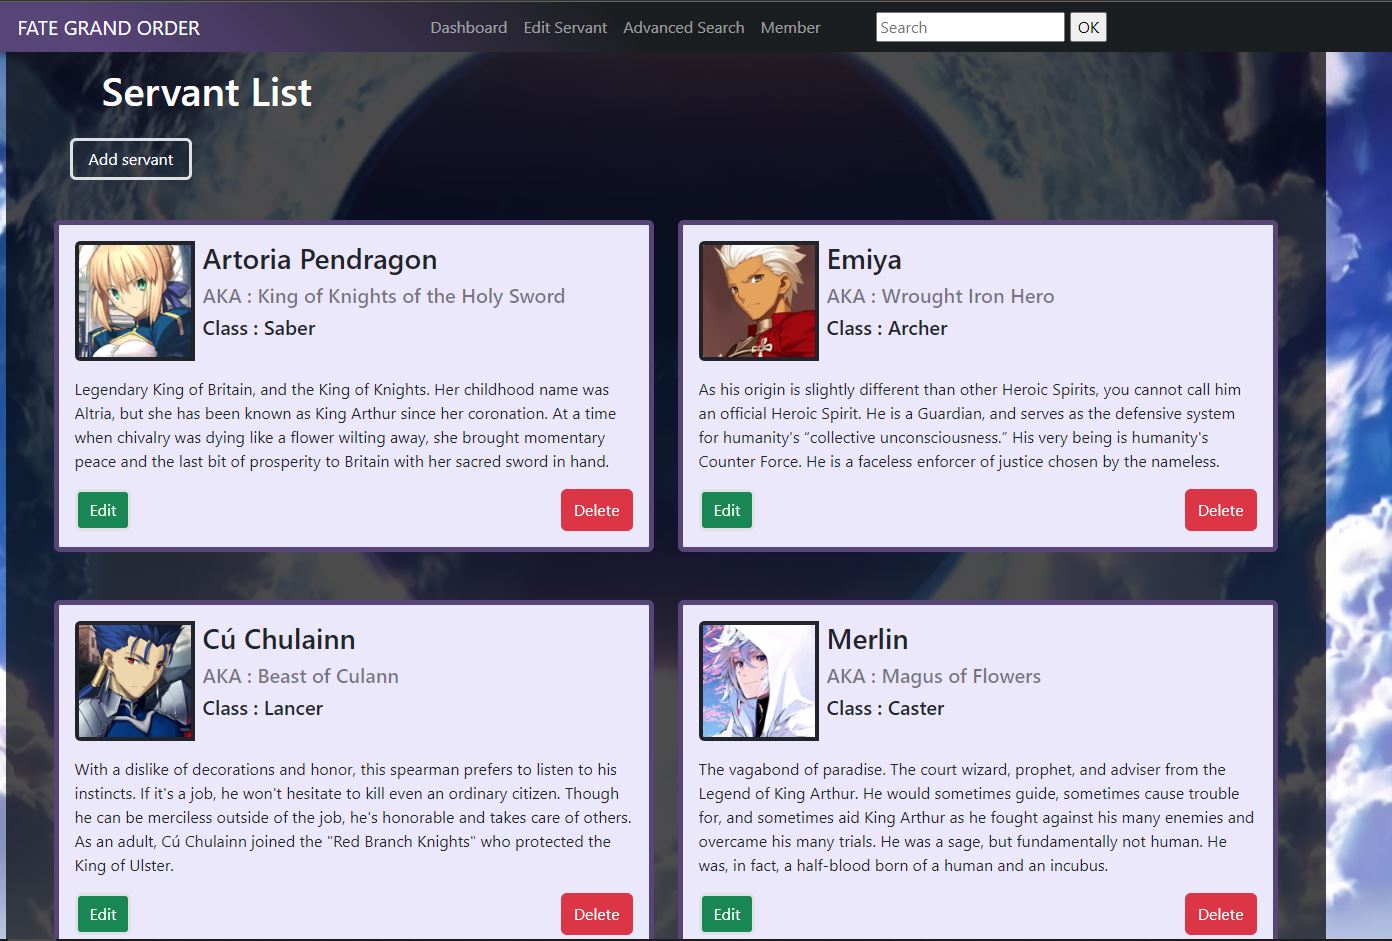 FATE GRAND ORDER
Dashboard Edit Servant Advanced Search Member Search OK
Servant List
Add servant
Artoria Pendragon
AKA : King of Knights of the Holy Sword
Class : Saber
Legendary King of Britain, and the King of Knights. Her childhood name was
Altria, but she has been known as King Arthur since her coronation. At a time
when chivalry was dying like a flower wilting away, she brought momentary
peace and the last bit of prosperity to Britain with her sacred sword in hand.
Edit Delete
Emiya
AKA : Wrought Iron Hero
Class : Archer
As his origin is slightly different than other Heroic Spirits, you cannot call him
an official Heroic Spirit. He is a Guardian, and serves as the defensive system
for humanity's “collective unconsciousness.” His very being is humanity's
Counter Force. He is a faceless enforcer of justice chosen by the nameless.
Edit Delete
Cú Chulainn
AKA : Beast of Culann
Class : Lancer
With a dislike of decorations and honor, this spearman prefers to listen to his
instincts. If it's a job, he won't hesitate to kill even an ordinary citizen. Though
he can be merciless outside of the job, he's honorable and takes care of others.
As an adult, Cú Chulainn joined the "Red Branch Knights" who protected the
King of Ulster.
Edit Delete
Merlin
AKA : Magus of Flowers
Class : Caster
The vagabond of paradise. The court wizard, prophet, and adviser from the
Legend of King Arthur. He would sometimes guide, sometimes cause trouble
for, and sometimes aid King Arthur as he fought against his many enemies and
overcame his many trials. He was a sage, but fundamentally not human. He
was, in fact, a half-blood born of a human and an incubus.
Edit Delete